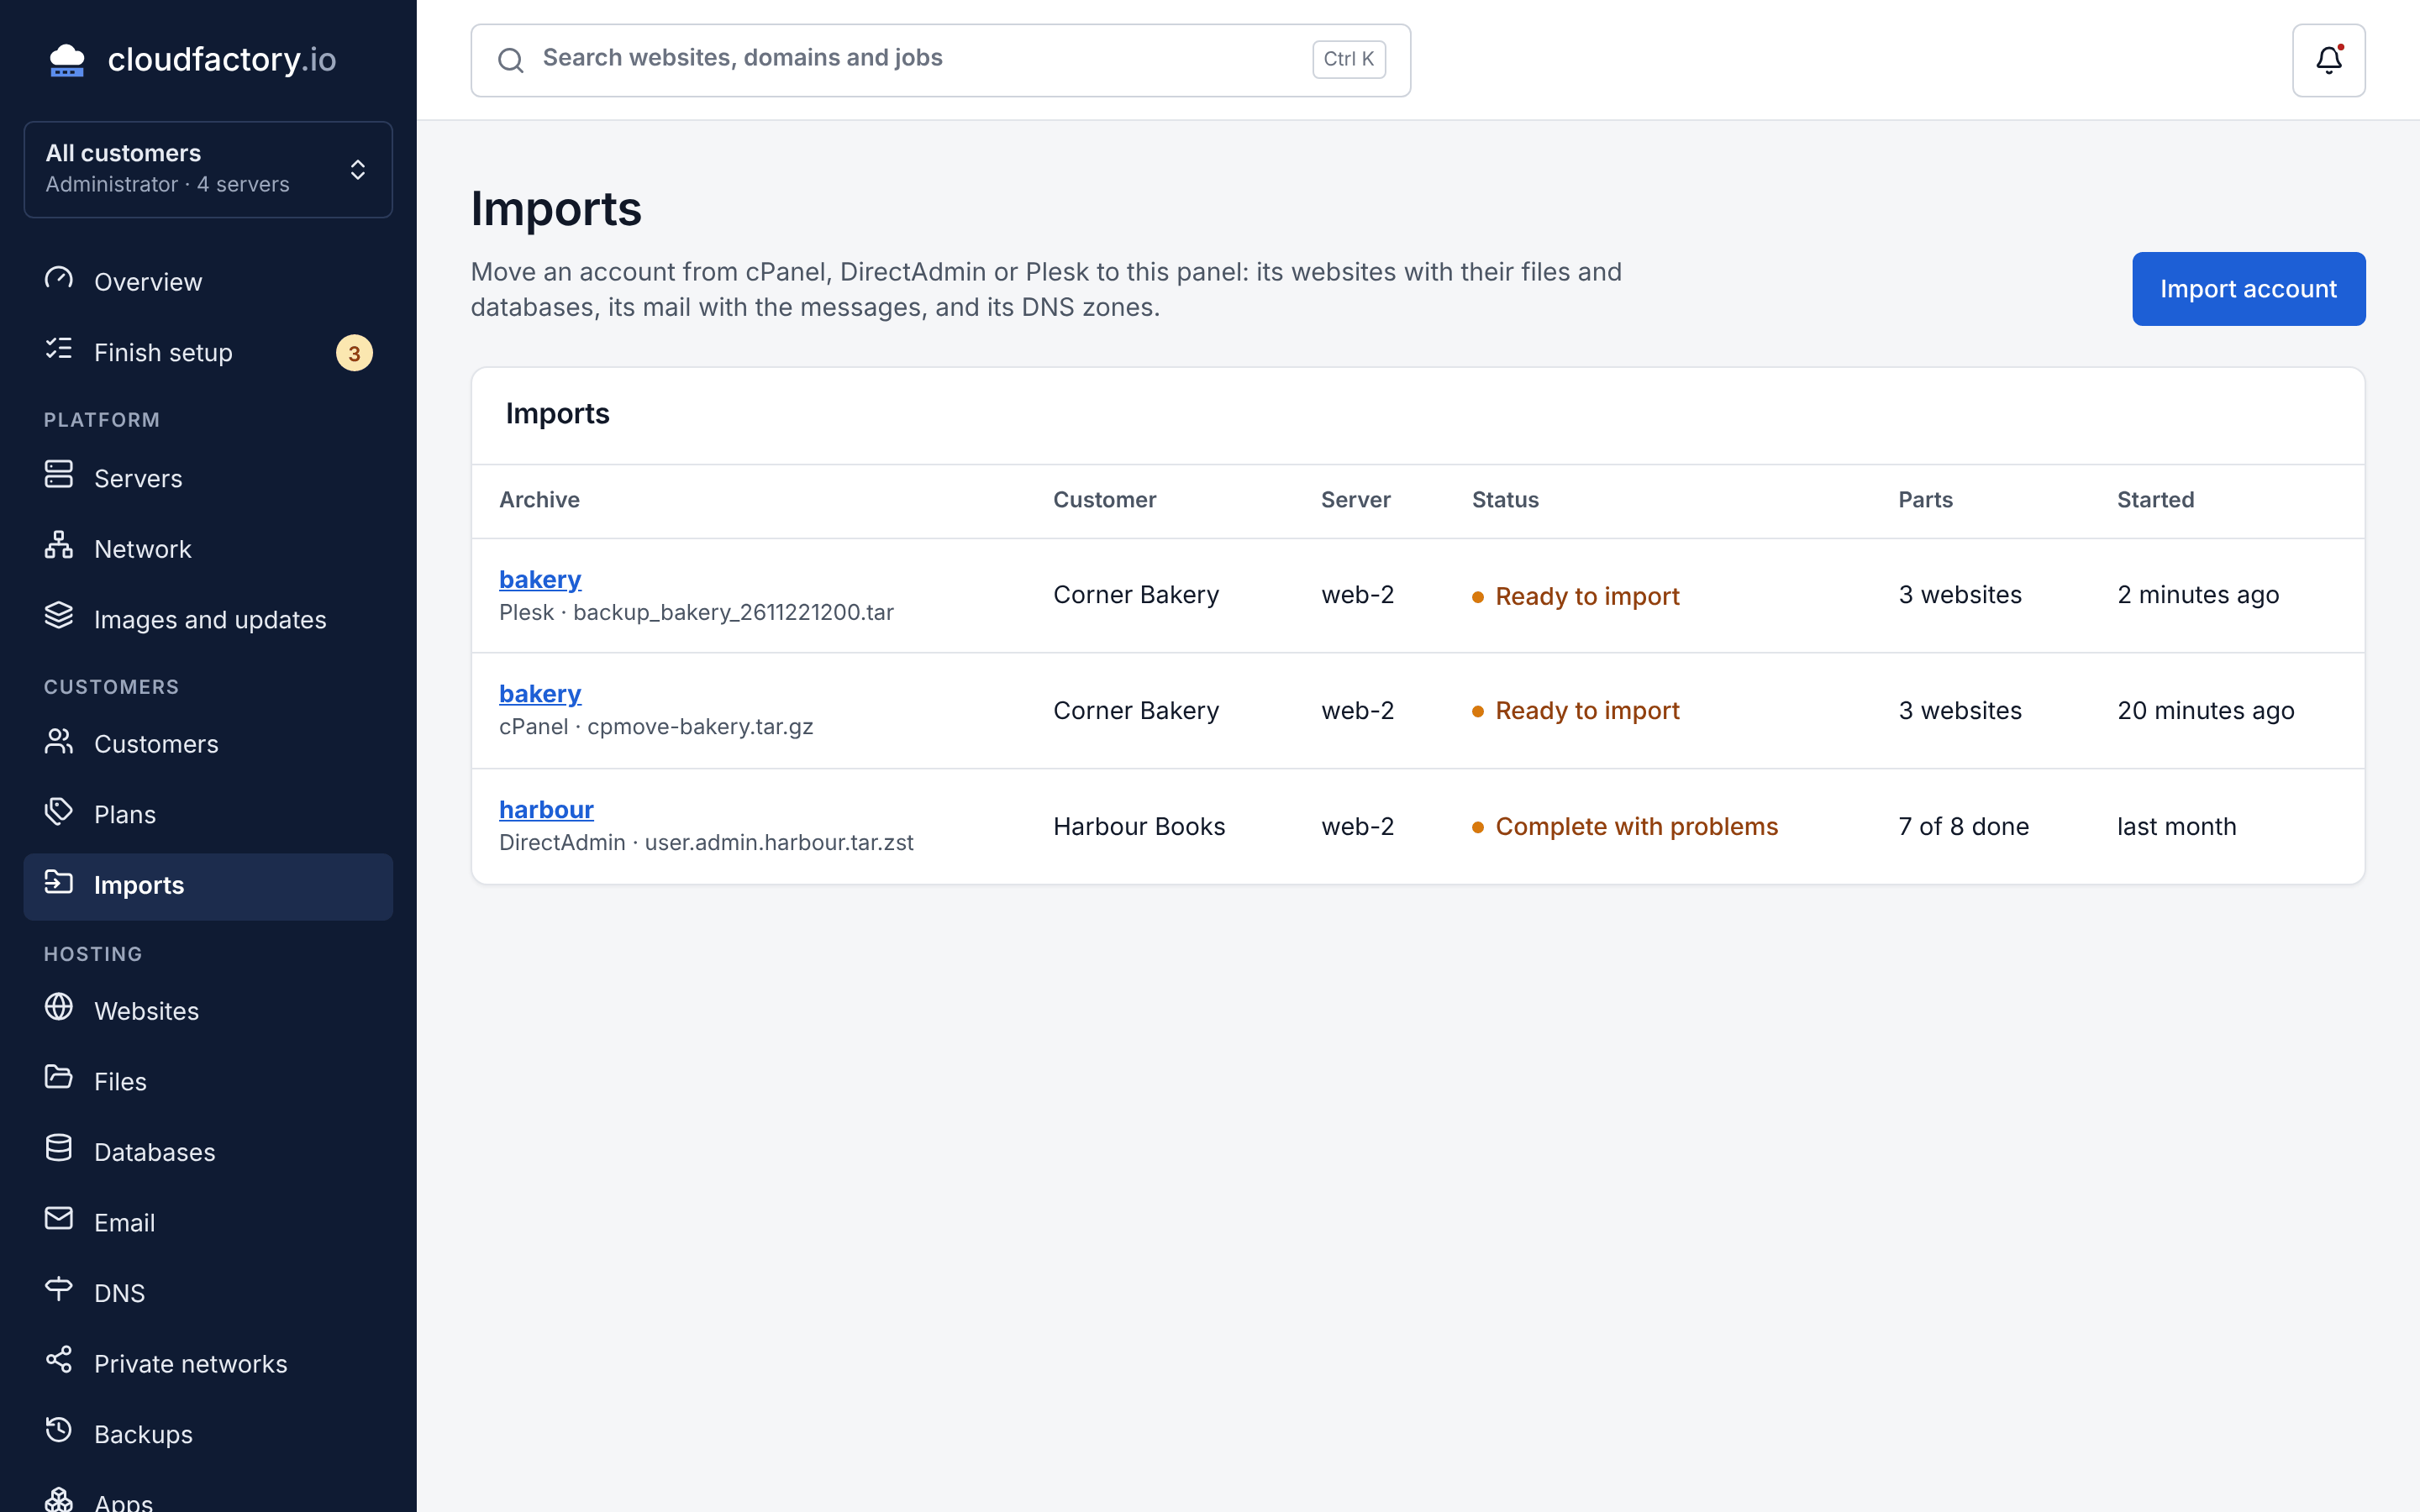 cloudfactory.io
Search websites, domains and jobs
Ctrl K
All customers
Administrator · 4 servers
Overview
Finish setup
3
PLATFORM
Servers
Network
Images and updates
CUSTOMERS
Customers
Plans
Imports
HOSTING
Websites
Files
Databases
Email
DNS
Private networks
Backups
Apps
Imports
Move an account from cPanel, DirectAdmin or Plesk to this panel: its websites with their files and
databases, its mail with the messages, and its DNS zones.
Import account
Imports
Archive Customer Server Status Parts Started
bakery
Plesk · backup_bakery_2611221200.tar
Corner Bakery web-2 Ready to import 3 websites 2 minutes ago
bakery
cPanel · cpmove-bakery.tar.gz
Corner Bakery web-2 Ready to import 3 websites 20 minutes ago
harbour
DirectAdmin · user.admin.harbour.tar.zst
Harbour Books web-2 Complete with problems 7 of 8 done last month